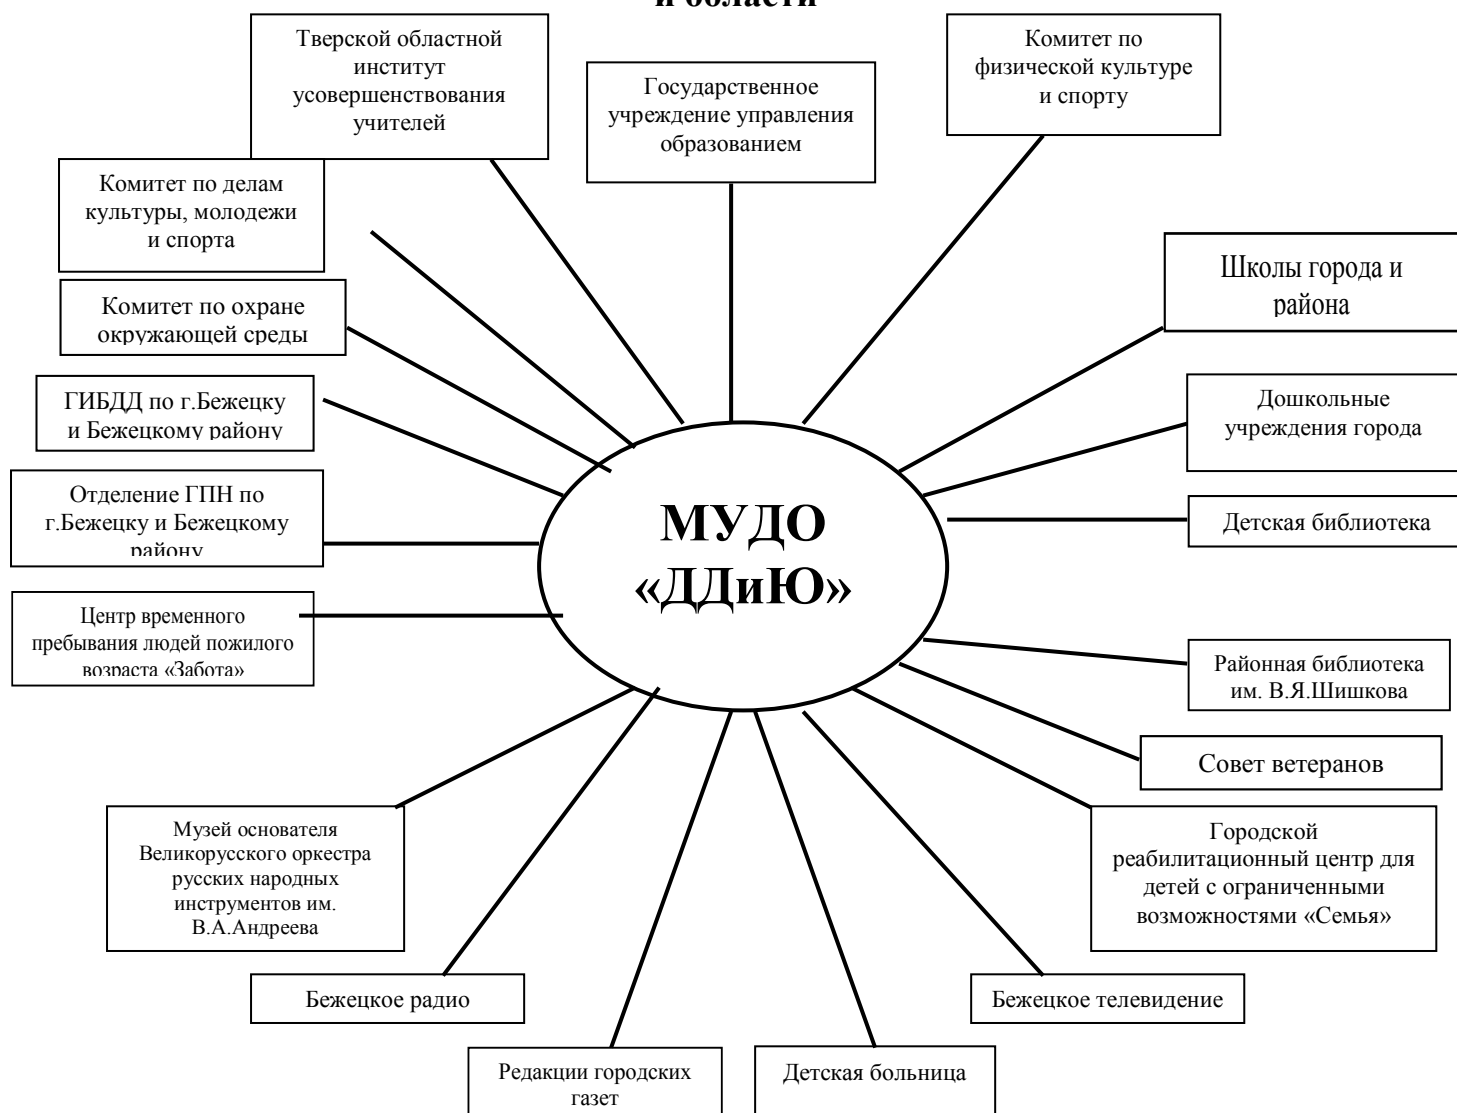 и области
Тверской областной
институт
усовершенствования
учителей
Государственное
учреждение управления
образованием
Комитет по
физической культуре
и спорту
Комитет по делам
культуры, молодежи
и спорта
Школы города и
района
Комитет по охране
окружающей среды
ГИБДД по г.Бежецку
и Бежецкому району
Дошкольные
учреждения города
Отделение ГПН по
г.Бежецку и Бежецкому
району
МУДО
«ДДиЮ»
Детская библиотека
Центр временного
пребывания людей пожилого
возраста «Забота»
Районная библиотека
им. В.Я.Шишкова
Совет ветеранов
Музей основателя
Великорусского оркестра
русских народных
инструментов им.
В.А.Андреева
Городской
реабилитационный центр для
детей с ограниченными
возможностями «Семья»
Бежецкое радио
Бежецкое телевидение
Редакции городских
газет
Детская больница